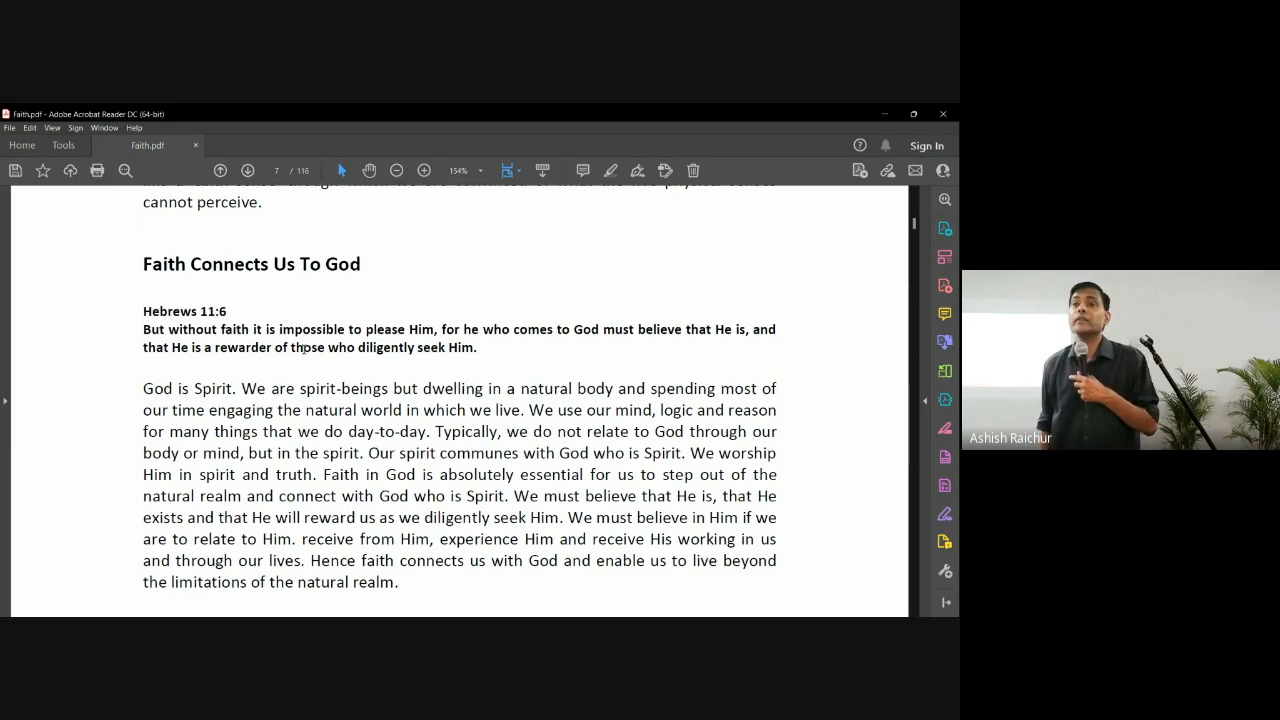 Faith.pdf - Adobe Acrobat Reader DC (64-bit)
File Edit View Sign Window Help
Home Tools Faith.pdf × Sign In
7 / 116 154%
cannot perceive.
Faith Connects Us To God
Hebrews 11:6
But without faith it is impossible to please Him, for he who comes to God must believe that He is, and
that He is a rewarder of those who diligently seek Him.
God is Spirit. We are spirit-beings but dwelling in a natural body and spending most of
our time engaging the natural world in which we live. We use our mind, logic and reason
for many things that we do day-to-day. Typically, we do not relate to God through our
body or mind, but in the spirit. Our spirit communes with God who is Spirit. We worship
Him in spirit and truth. Faith in God is absolutely essential for us to step out of the
natural realm and connect with God who is Spirit. We must believe that He is, that He
exists and that He will reward us as we diligently seek Him. We must believe in Him if we
are to relate to Him. receive from Him, experience Him and receive His working in us
and through our lives. Hence faith connects us with God and enable us to live beyond
the limitations of the natural realm.
Ashish Raichur